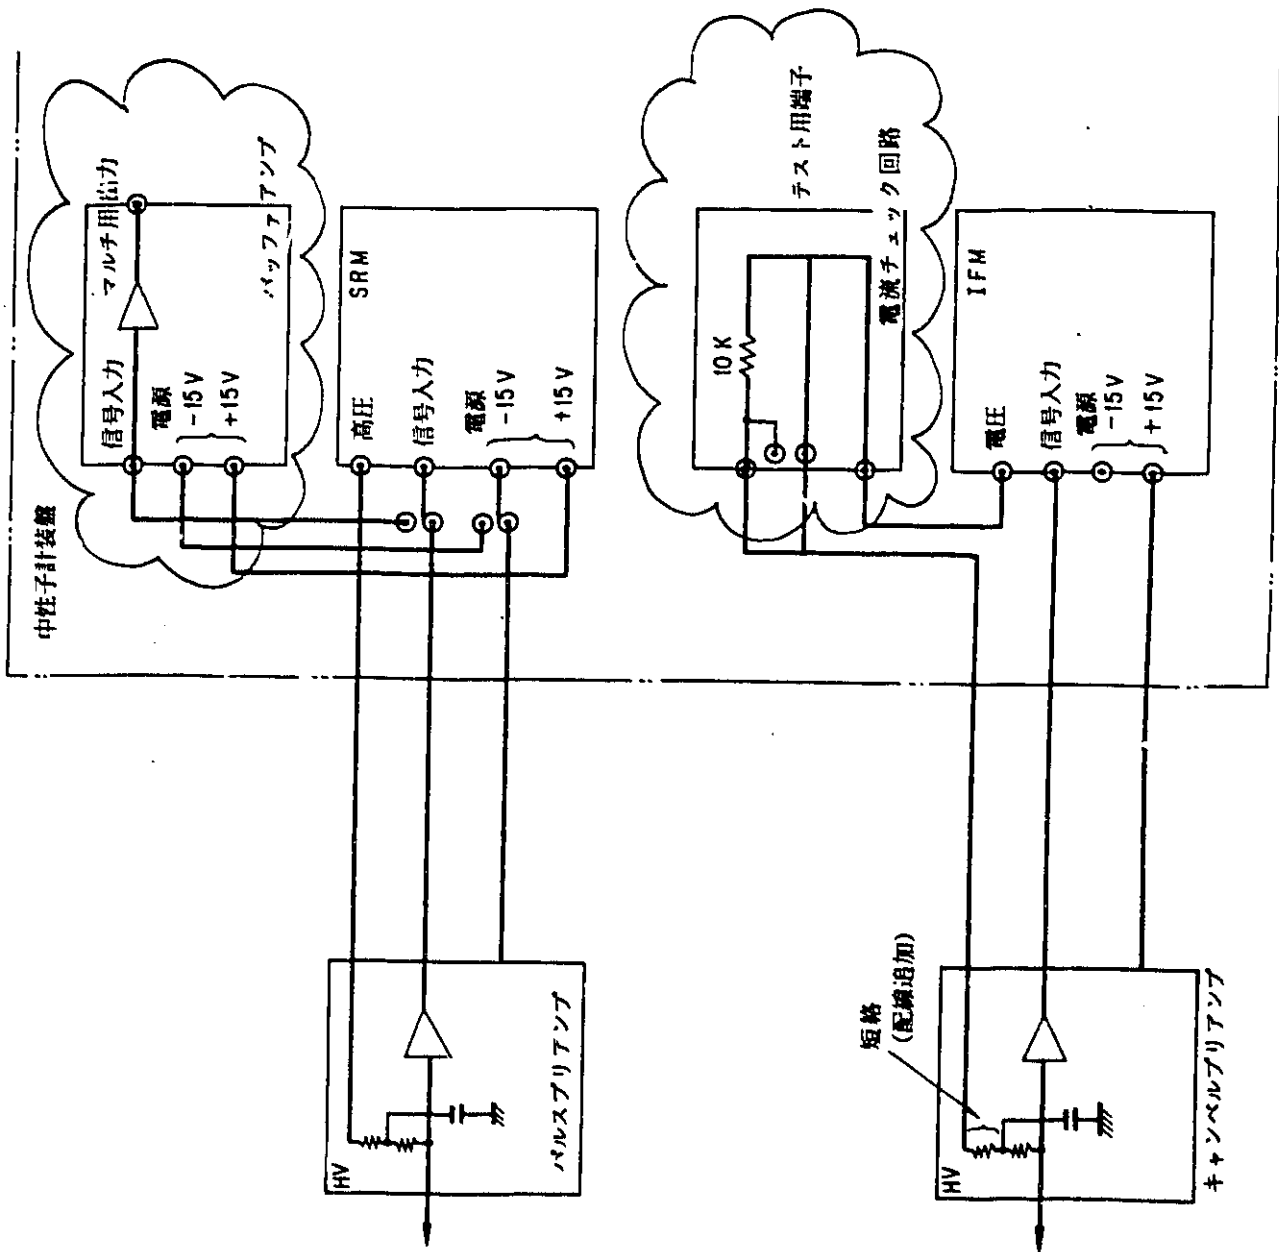 中性子計装盤
信号入力
マルチ用出力
電源
-15V
+15V
バッファアンプ
高圧
SRM
信号入力
電源
-15V
+15V
10K
テスト用端子
電流チェック回路
電圧
IFM
信号入力
電源
-15V
+15V
HV
パルスプリアンプ
短絡
(配線追加)
HV
キャンベルプリアンプ